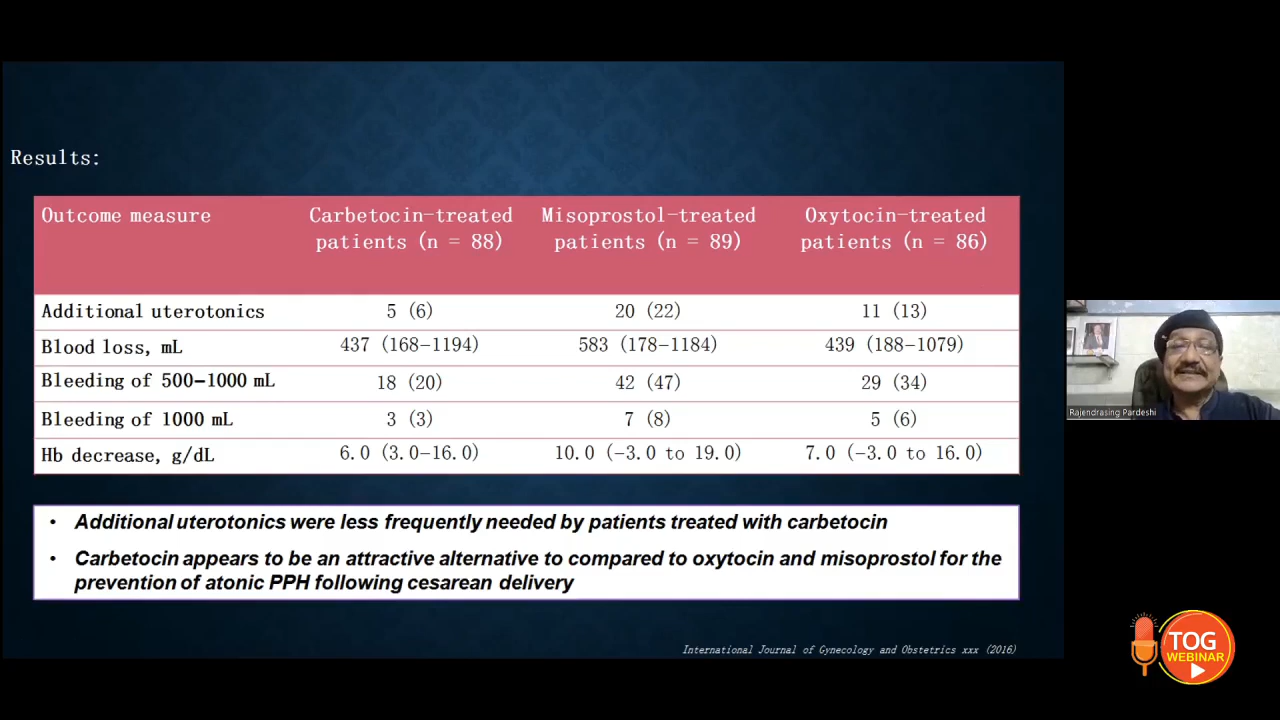 Results:
Outcome measure
Carbetocin-treated
patients (n = 88)
Misoprostol-treated
patients (n = 89)
Oxytocin-treated
patients (n = 86)
Additional uterotonics 5 (6) 20 (22) 11 (13)
Blood loss, mL 437 (168-1194) 583 (178-1184) 439 (188-1079)
Bleeding of 500-1000 mL 18 (20) 42 (47) 29 (34)
Bleeding of 1000 mL 3 (3) 7 (8) 5 (6)
Hb decrease, g/dL 6.0 (3.0-16.0) 10.0 (-3.0 to 19.0) 7.0 (-3.0 to 16.0)
• Additional uterotonics were less frequently needed by patients treated with carbetocin
• Carbetocin appears to be an attractive alternative to compared to oxytocin and misoprostol for the
prevention of atonic PPH following cesarean delivery
International Journal of Gynecology and Obstetrics xxx (2016)
Rajendrasing Pardeshi
TOG
WEBINAR